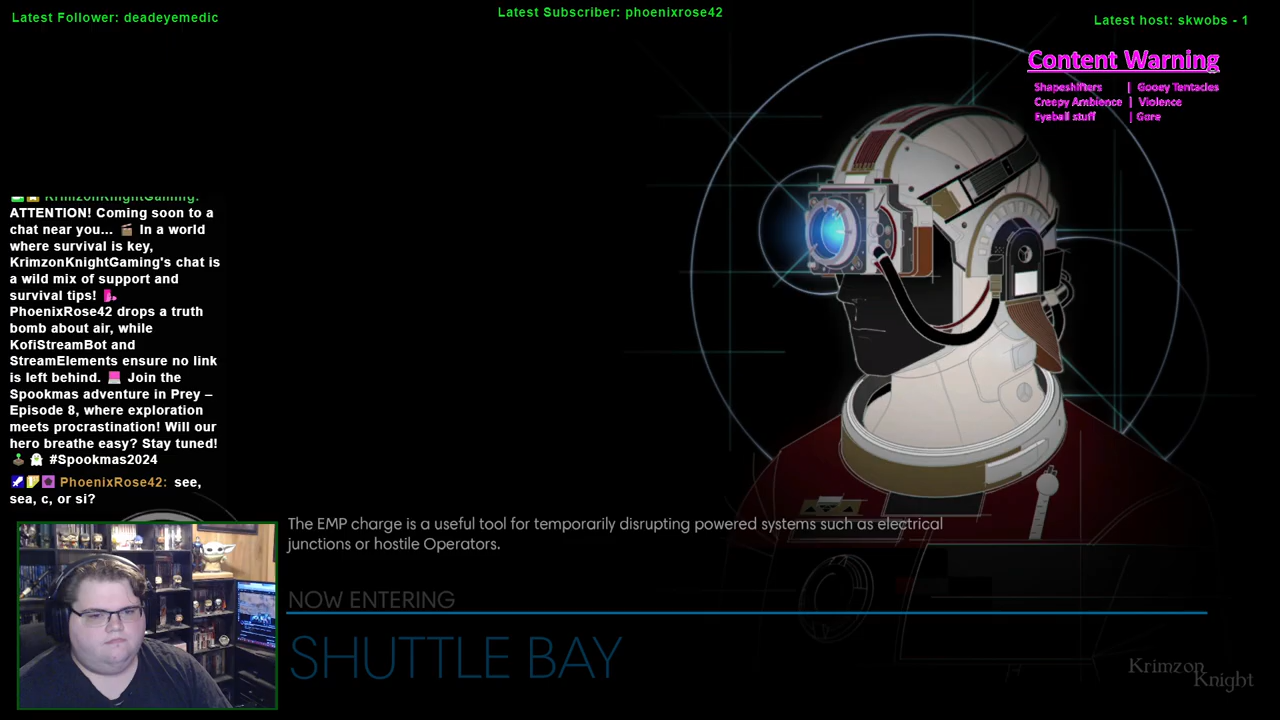 Latest Follower: deadeyemedic
Latest Subscriber: phoenixrose42
Latest host: skwobs - 1
Content Warning
Shapeshifters | Gooey Tentacles
Creepy Ambience | Violence
Eyeball stuff | Gore
KrimzonKnightGaming:
ATTENTION! Coming soon to a
chat near you... In a world
where survival is key,
KrimzonKnightGaming's chat is
a wild mix of support and
survival tips!
PhoenixRose42 drops a truth
bomb about air, while
KofiStreamBot and
StreamElements ensure no link
is left behind. Join the
Spookmas adventure in Prey –
Episode 8, where exploration
meets procrastination! Will our
hero breathe easy? Stay tuned!
#Spookmas2024
PhoenixRose42: see,
sea, c, or si?
The EMP charge is a useful tool for temporarily disrupting powered systems such as electrical
junctions or hostile Operators.
NOW ENTERING
SHUTTLE BAY
Krimzon
Knight